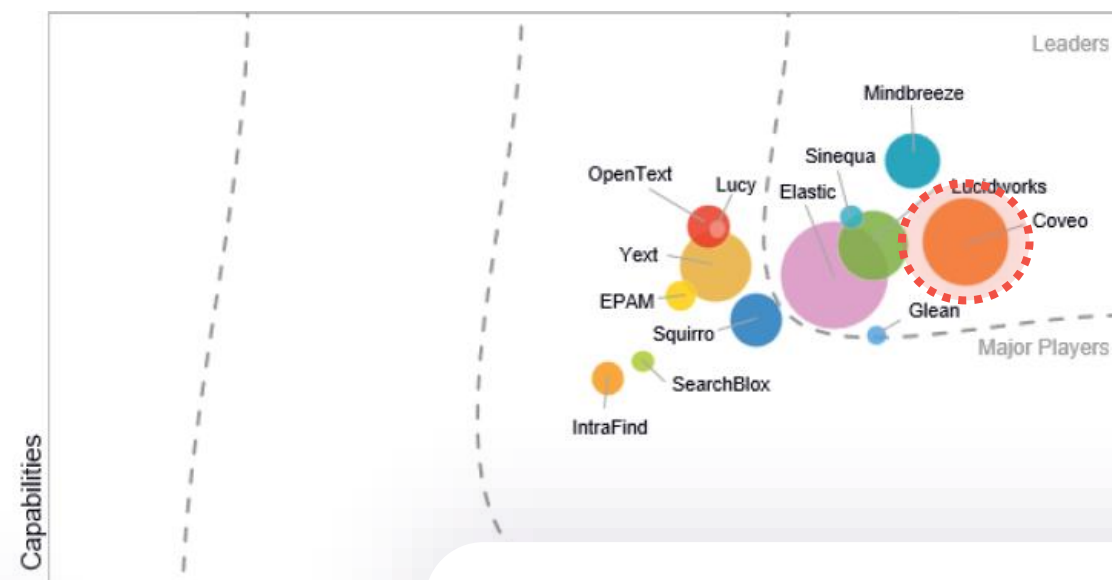 Leaders
Mindbreeze
Sinequa
OpenText
Lucy
Elastic
Lucidworks
Coveo
Yext
EPAM
Glean
Squirro
Major Players
SearchBlox
IntraFind
Capabilities